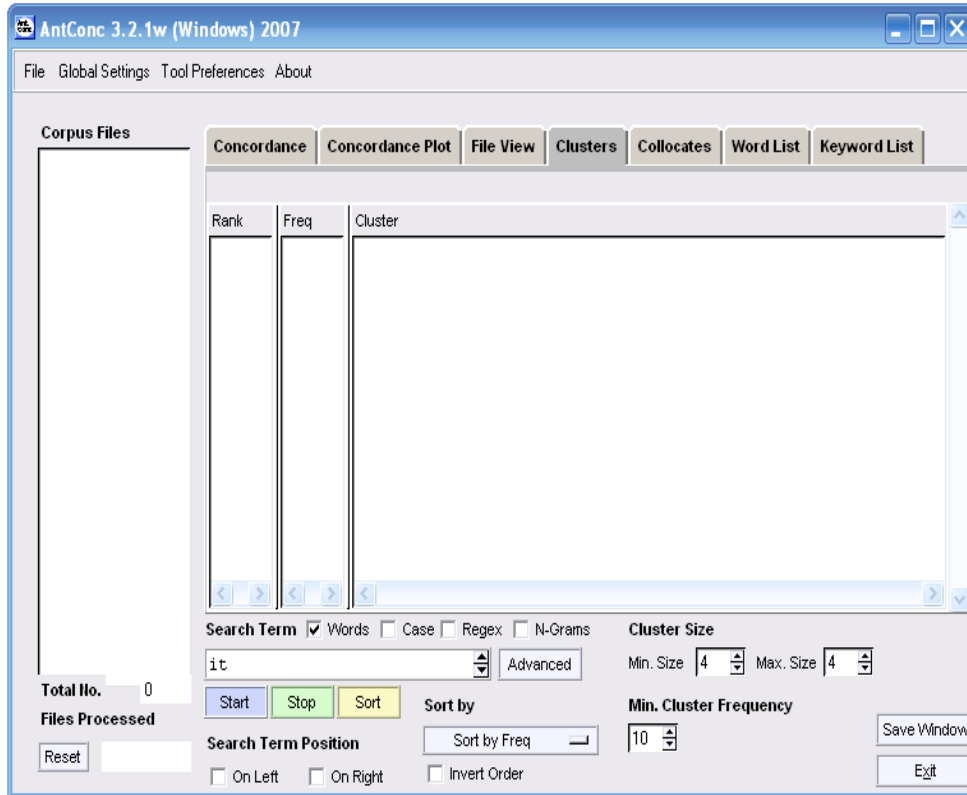 AntConc 3.2.1w (Windows) 2007
File Global Settings Tool Preferences About
Corpus Files
Concordance Concordance Plot File View Clusters Collocates Word List Keyword List
Rank Freq Cluster
Search Term Words Case Regex N-Grams Cluster Size
it Advanced Min. Size 4 Max. Size 4
Total No. 0
Start Stop Sort Sort by Min. Cluster Frequency
Files Processed
Sort by Freq 10 Save Window
Search Term Position
Reset
On Left On Right Invert Order Exit